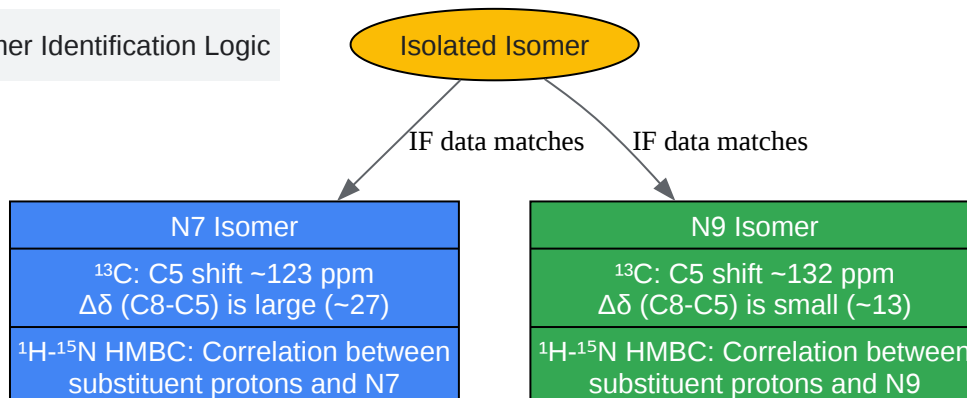 Identification Logic
Isolated Isomer
IF data matches
IF data matches
N7 Isomer
¹³C: C5 shift ~123 ppm
Δδ (C8-C5) is large (~27)
¹H-¹⁵N HMBC: Correlation between
substituent protons and N7
N9 Isomer
¹³C: C5 shift ~132 ppm
Δδ (C8-C5) is small (~13)
¹H-¹⁵N HMBC: Correlation between
substituent protons and N9